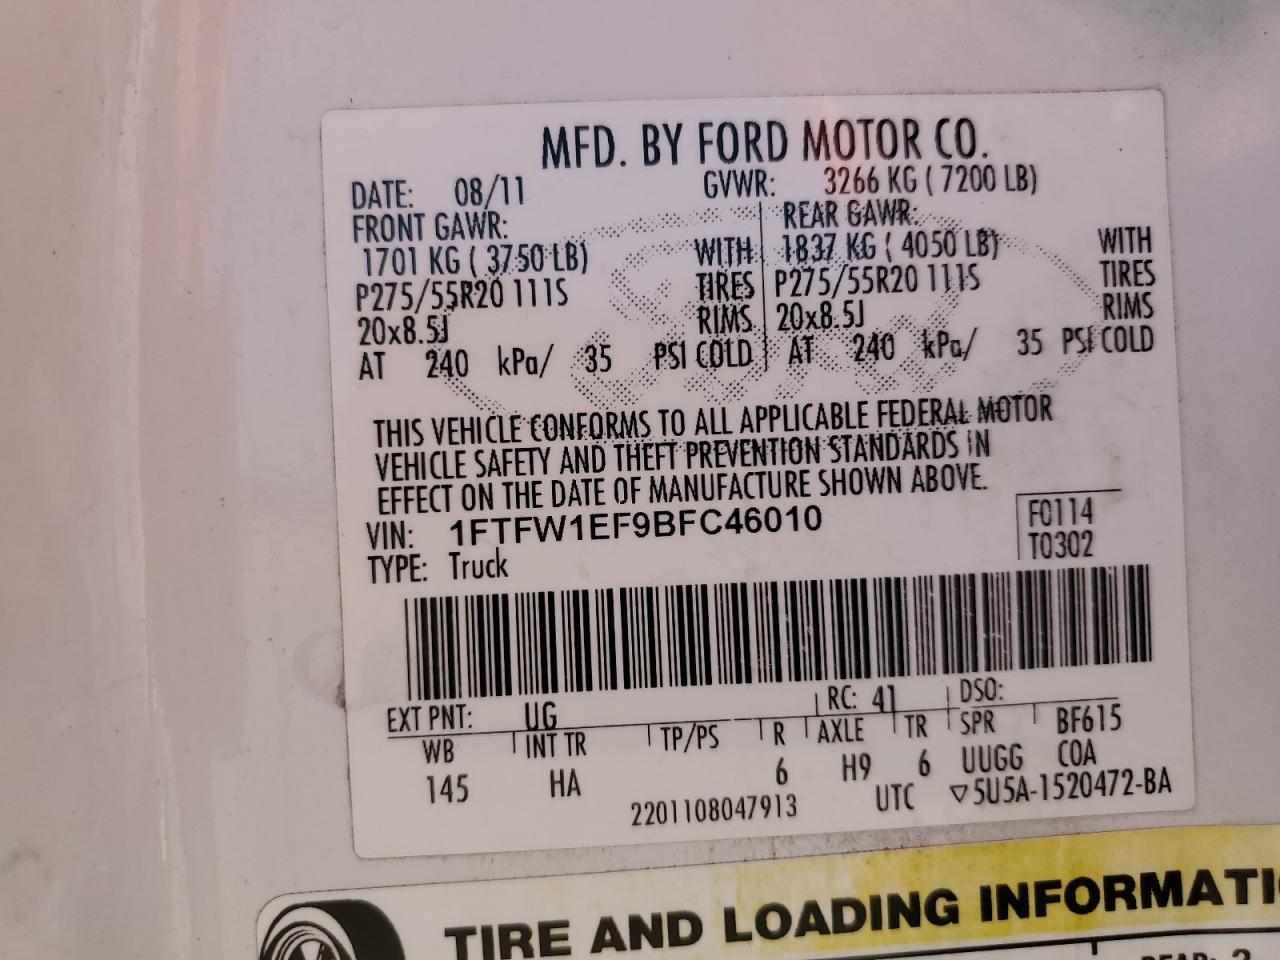 MFD. BY FORD MOTOR CO.
DATE: 08/11 GVWR: 3266 KG ( 7200 LB)
FRONT GAWR: REAR GAWR:
1701 KG ( 3750 LB) WITH 1837 KG ( 4050 LB) WITH
P275/55R20 111S TIRES P275/55R20 111S TIRES
20x8.5J RIMS 20x8.5J RIMS
AT 240 kPa/ 35 PSI COLD AT 240 kPa/ 35 PSI COLD
THIS VEHICLE CONFORMS TO ALL APPLICABLE FEDERAL MOTOR
VEHICLE SAFETY AND THEFT PREVENTION STANDARDS IN
EFFECT ON THE DATE OF MANUFACTURE SHOWN ABOVE.
VIN: 1FTFW1EF9BFC46010 F0114
TYPE: Truck T0302
EXT PNT: UG RC: 41 DSO:
WB INT TR TP/PS R AXLE TR SPR BF615
145 HA 6 H9 6 UUGG COA
2201108047913 UTC ▽5U5A-1520472-BA
TIRE AND LOADING INFORMATI